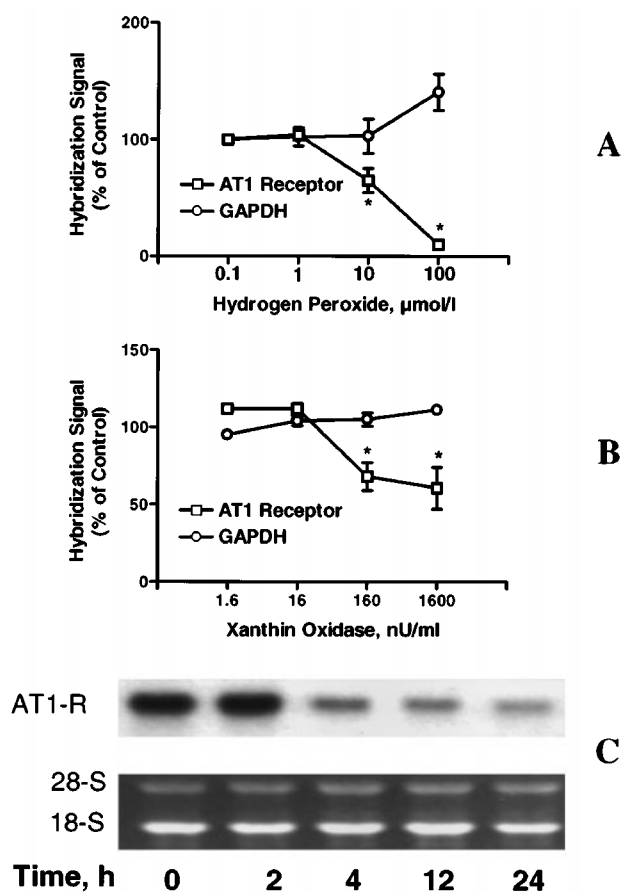 Hybridization Signal
(% of Control)
200
100
0
AT1 Receptor
GAPDH
*
*
0.1 1 10 100
Hydrogen Peroxide, µmol/l
A
Hybridization Signal
(% of Control)
150
100
50
0
AT1 Receptor
GAPDH
*
*
1.6 16 160 1600
Xanthin Oxidase, nU/ml
B
AT1-R
28-S
18-S
C
Time, h 0 2 4 12 24